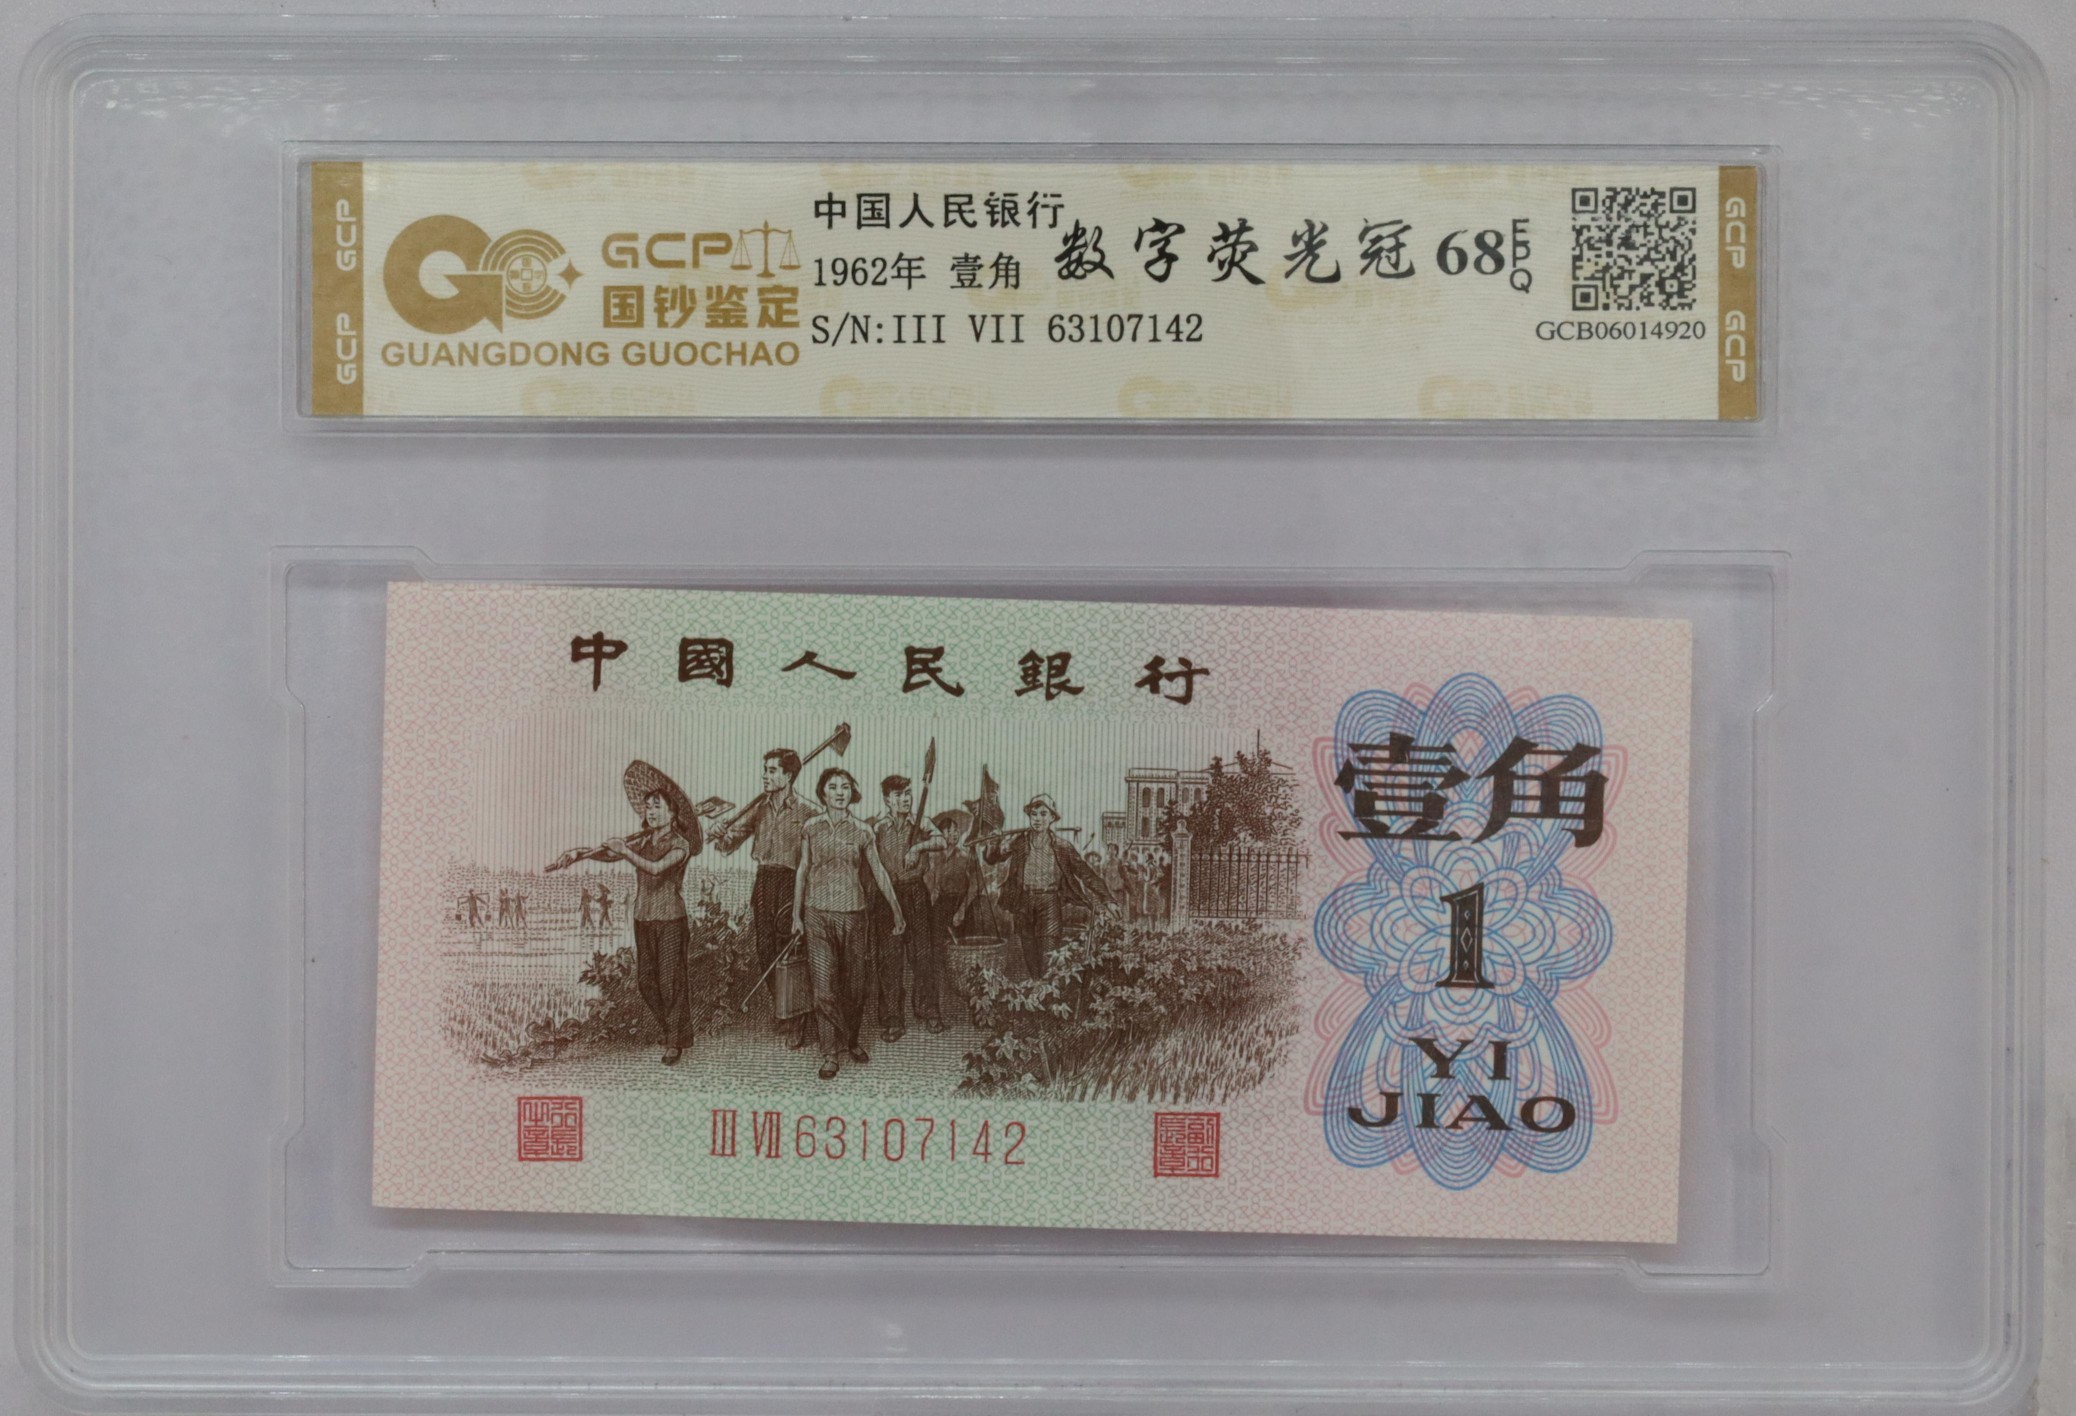 GCP
GCP
GCP
国钞鉴定
GUANGDONG GUOCHAO
中国人民银行
1962年 壹角
S/N:III VII 63107142
数字荧光冠 68 EPQ
GCB06014920
GCP
GCP
中國人民銀行
壹角
1
YI
JIAO
III VII 63107142